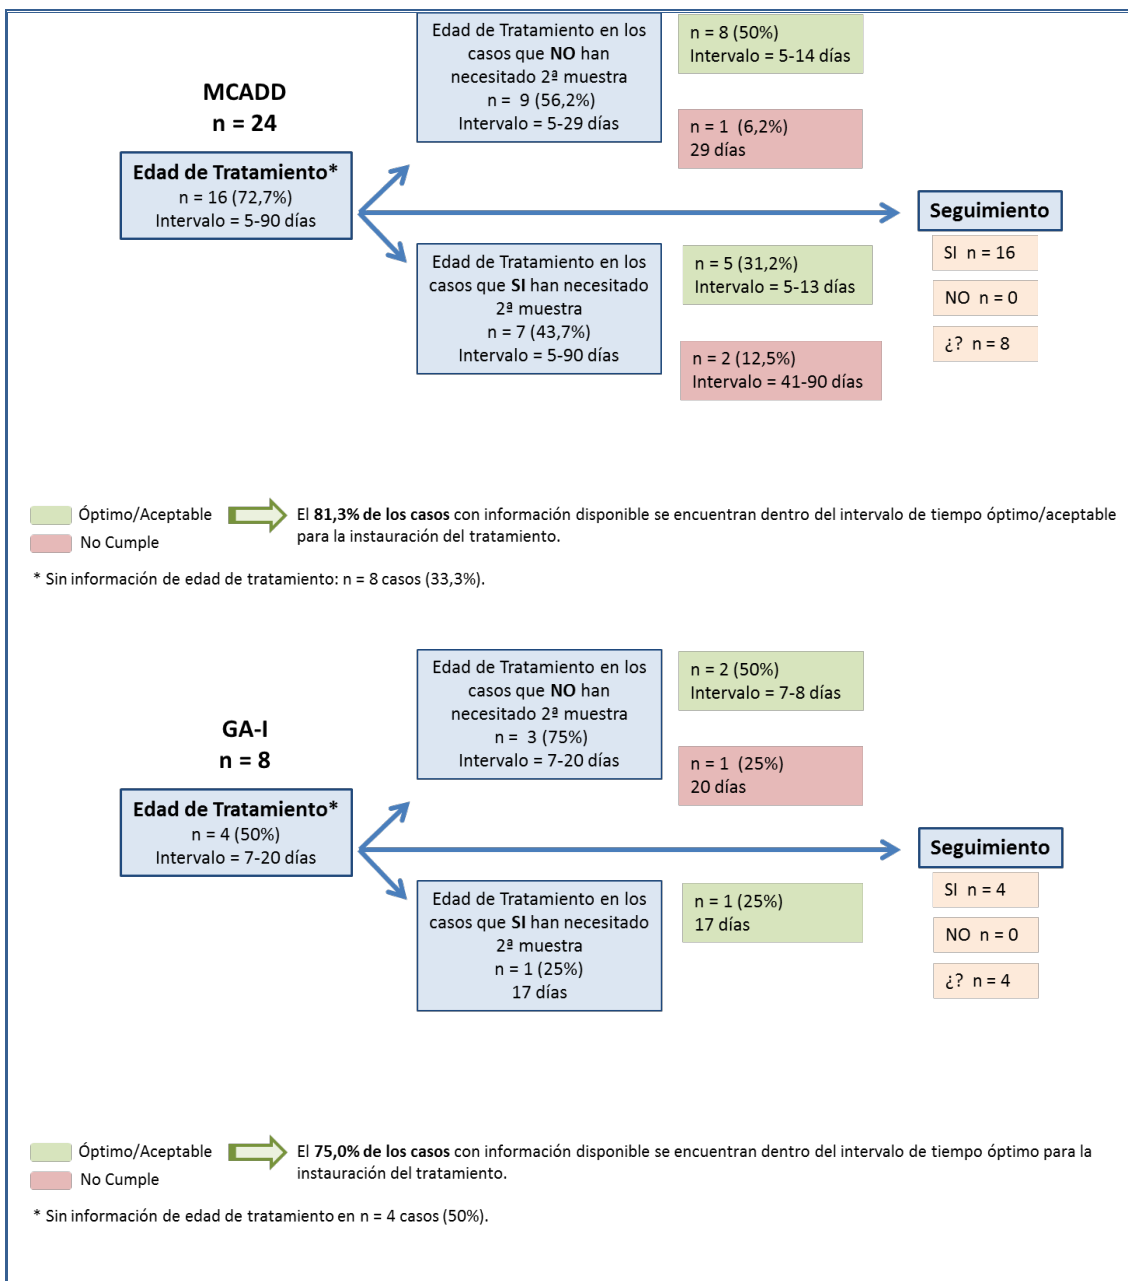 MCADD
n = 24
Edad de Tratamiento*
n = 16 (72,7%)
Intervalo = 5-90 días
Edad de Tratamiento en los
casos que NO han
necesitado 2ª muestra
n =  9 (56,2%)
Intervalo = 5-29 días
n = 8 (50%)
Intervalo = 5-14 días
n = 1  (6,2%)
29 días
Edad de Tratamiento en los
casos que SI han necesitado
2ª muestra
n = 7 (43,7%)
Intervalo = 5-90 días
n = 5 (31,2%)
Intervalo = 5-13 días
n = 2 (12,5%)
Intervalo = 41-90 días
Seguimiento
SI  n = 16
NO  n = 0
¿?  n = 8
Óptimo/Aceptable
No Cumple
El 81,3% de los casos con información disponible se encuentran dentro del intervalo de tiempo óptimo/aceptable
para la instauración del tratamiento.
* Sin información de edad de tratamiento: n = 8 casos (33,3%).
GA-I
n = 8
Edad de Tratamiento*
n = 4 (50%)
Intervalo = 7-20 días
Edad de Tratamiento en los
casos que NO han
necesitado 2ª muestra
n =  3 (75%)
Intervalo = 7-20 días
n = 2 (50%)
Intervalo = 7-8 días
n = 1  (25%)
20 días
Edad de Tratamiento en los
casos que SI han necesitado
2ª muestra
n = 1 (25%)
17 días
n = 1 (25%)
17 días
Seguimiento
SI  n = 4
NO  n = 0
¿?  n = 4
Óptimo/Aceptable
No Cumple
El 75,0% de los casos con información disponible se encuentran dentro del intervalo de tiempo óptimo para la
instauración del tratamiento.
* Sin información de edad de tratamiento en n = 4 casos (50%).